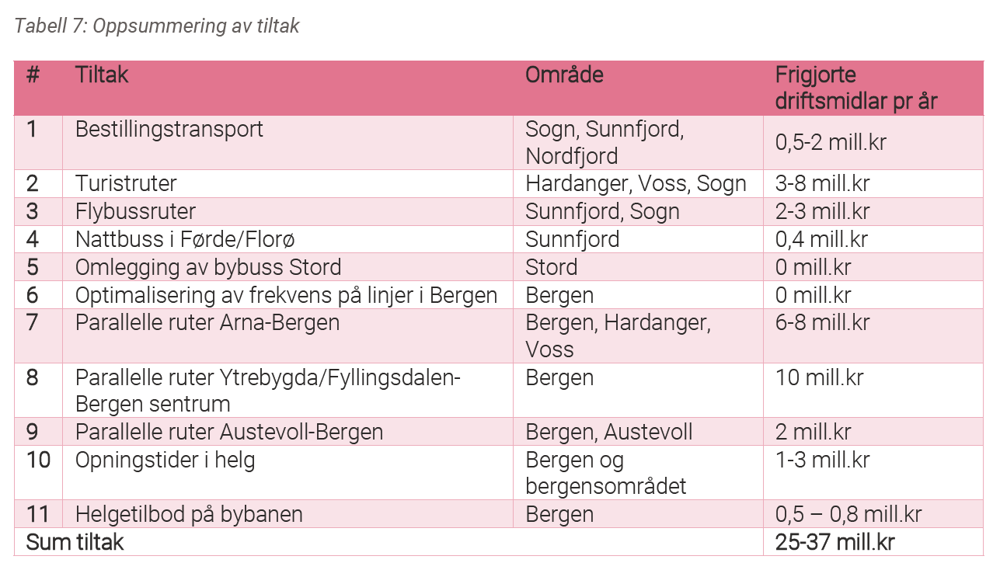 Tabell 7: Oppsummering av tiltak
# Tiltak Område Frigjorte
driftsmidlar pr år
1 Bestillingstransport Sogn, Sunnfjord,
Nordfjord 0,5-2 mill.kr
2 Turistruter Hardanger, Voss, Sogn 3-8 mill.kr
3 Flybussruter Sunnfjord, Sogn 2-3 mill.kr
4 Nattbuss i Førde/Florø Sunnfjord 0,4 mill.kr
5 Omlegging av bybuss Stord Stord 0 mill.kr
6 Optimalisering av frekvens på linjer i Bergen Bergen 0 mill.kr
7 Parallelle ruter Arna-Bergen Bergen, Hardanger, 6-8 mill.kr
Voss
8 Parallelle ruter Ytrebygda/Fyllingsdalen- Bergen 10 mill.kr
Bergen sentrum
9 Parallelle ruter Austevoll-Bergen Bergen, Austevoll 2 mill.kr
10 Opningstider i helg Bergen og 1-3 mill.kr
bergensområdet
11 Helgetilbod på bybanen Bergen 0,5 – 0,8 mill.kr
Sum tiltak 25-37 mill.kr